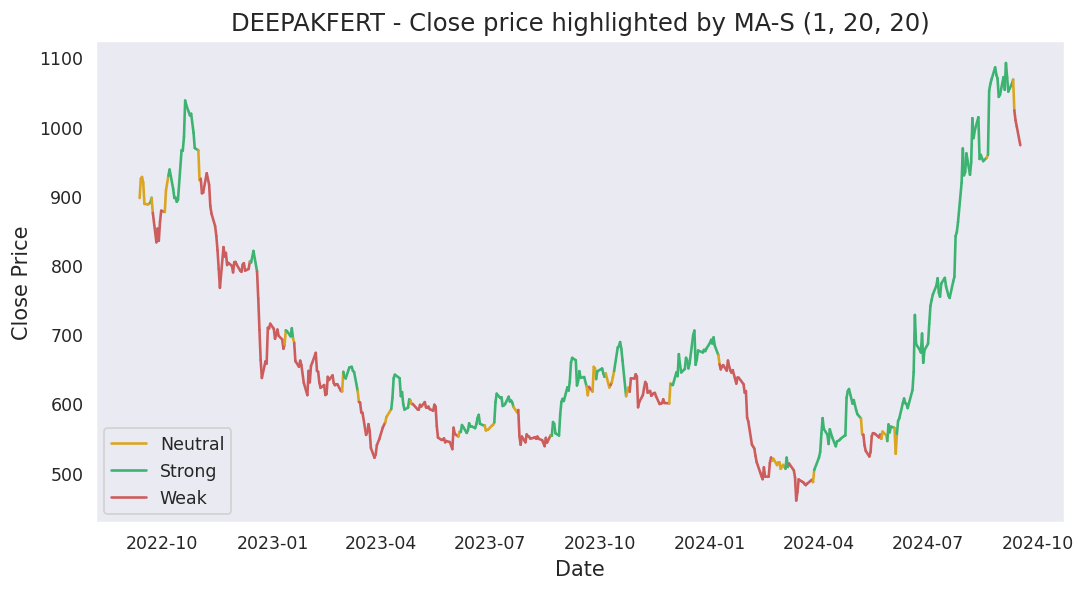 DEEPAKFERT - Close price highlighted by MA-S (1, 20, 20)
1100
1000
900
800
700
600
500
Close Price
Neutral
Strong
Weak
2022-10 2023-01 2023-04 2023-07 2023-10 2024-01 2024-04 2024-07 2024-10
Date